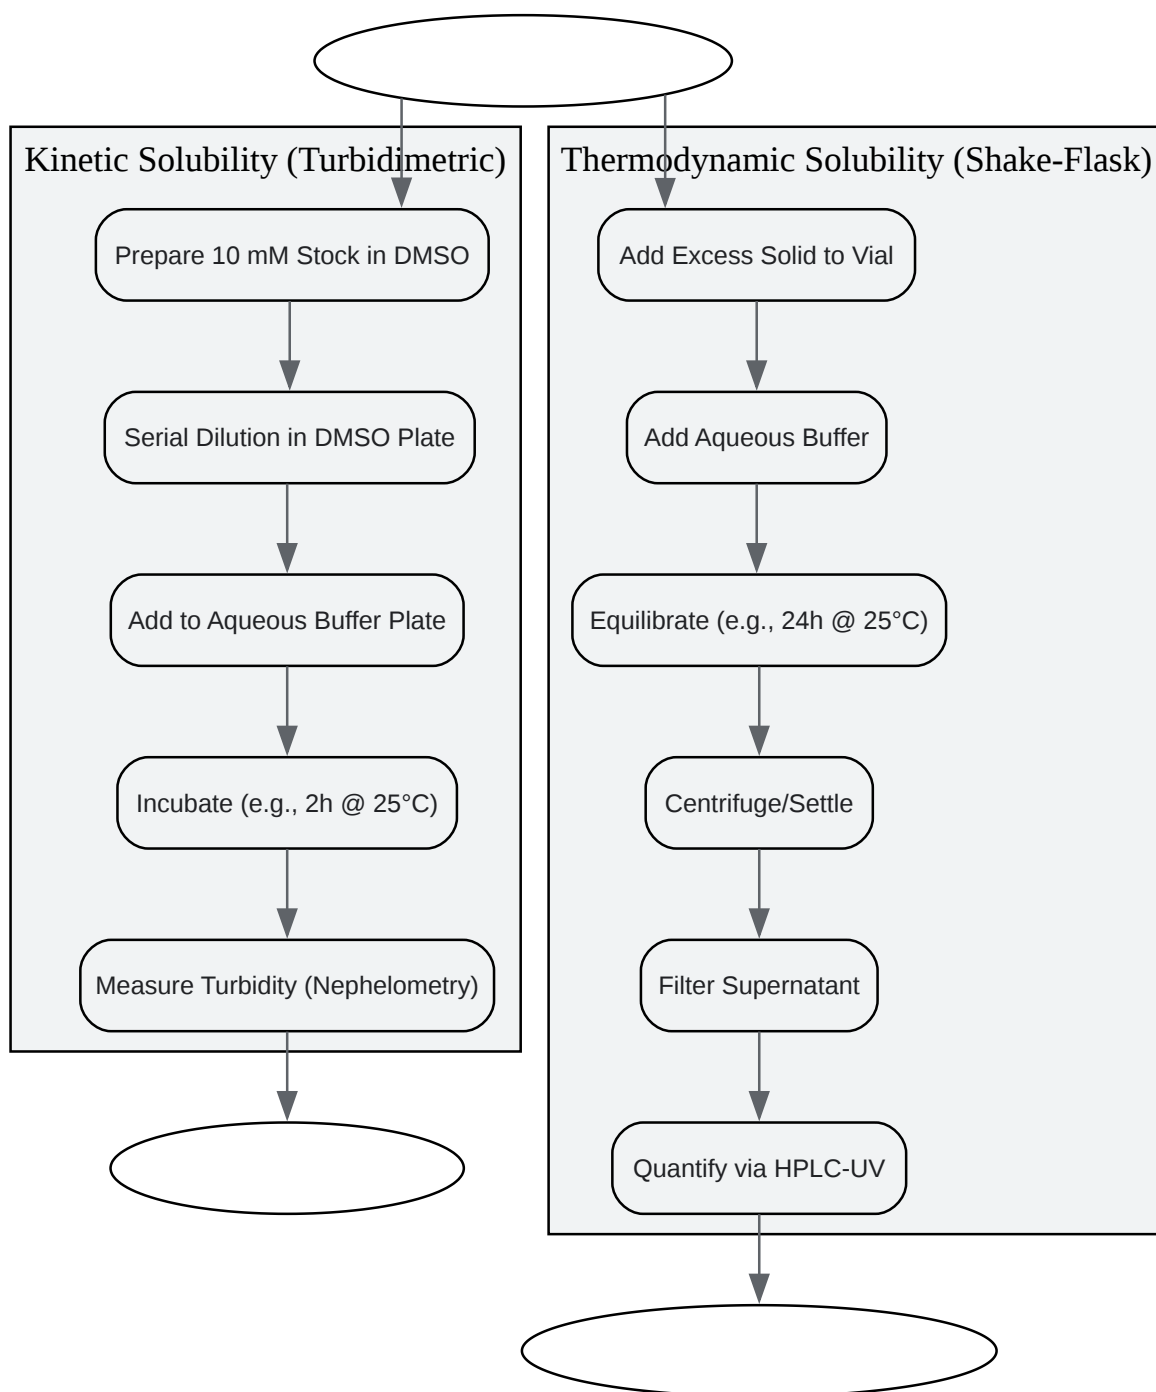 Kinetic Solubility (Turbidimetric)
Prepare 10 mM Stock in DMSO
Serial Dilution in DMSO Plate
Add to Aqueous Buffer Plate
Incubate (e.g., 2h @ 25°C)
Measure Turbidity (Nephelometry)
Thermodynamic Solubility (Shake-Flask)
Add Excess Solid to Vial
Add Aqueous Buffer
Equilibrate (e.g., 24h @ 25°C)
Centrifuge/Settle
Filter Supernatant
Quantify via HPLC-UV